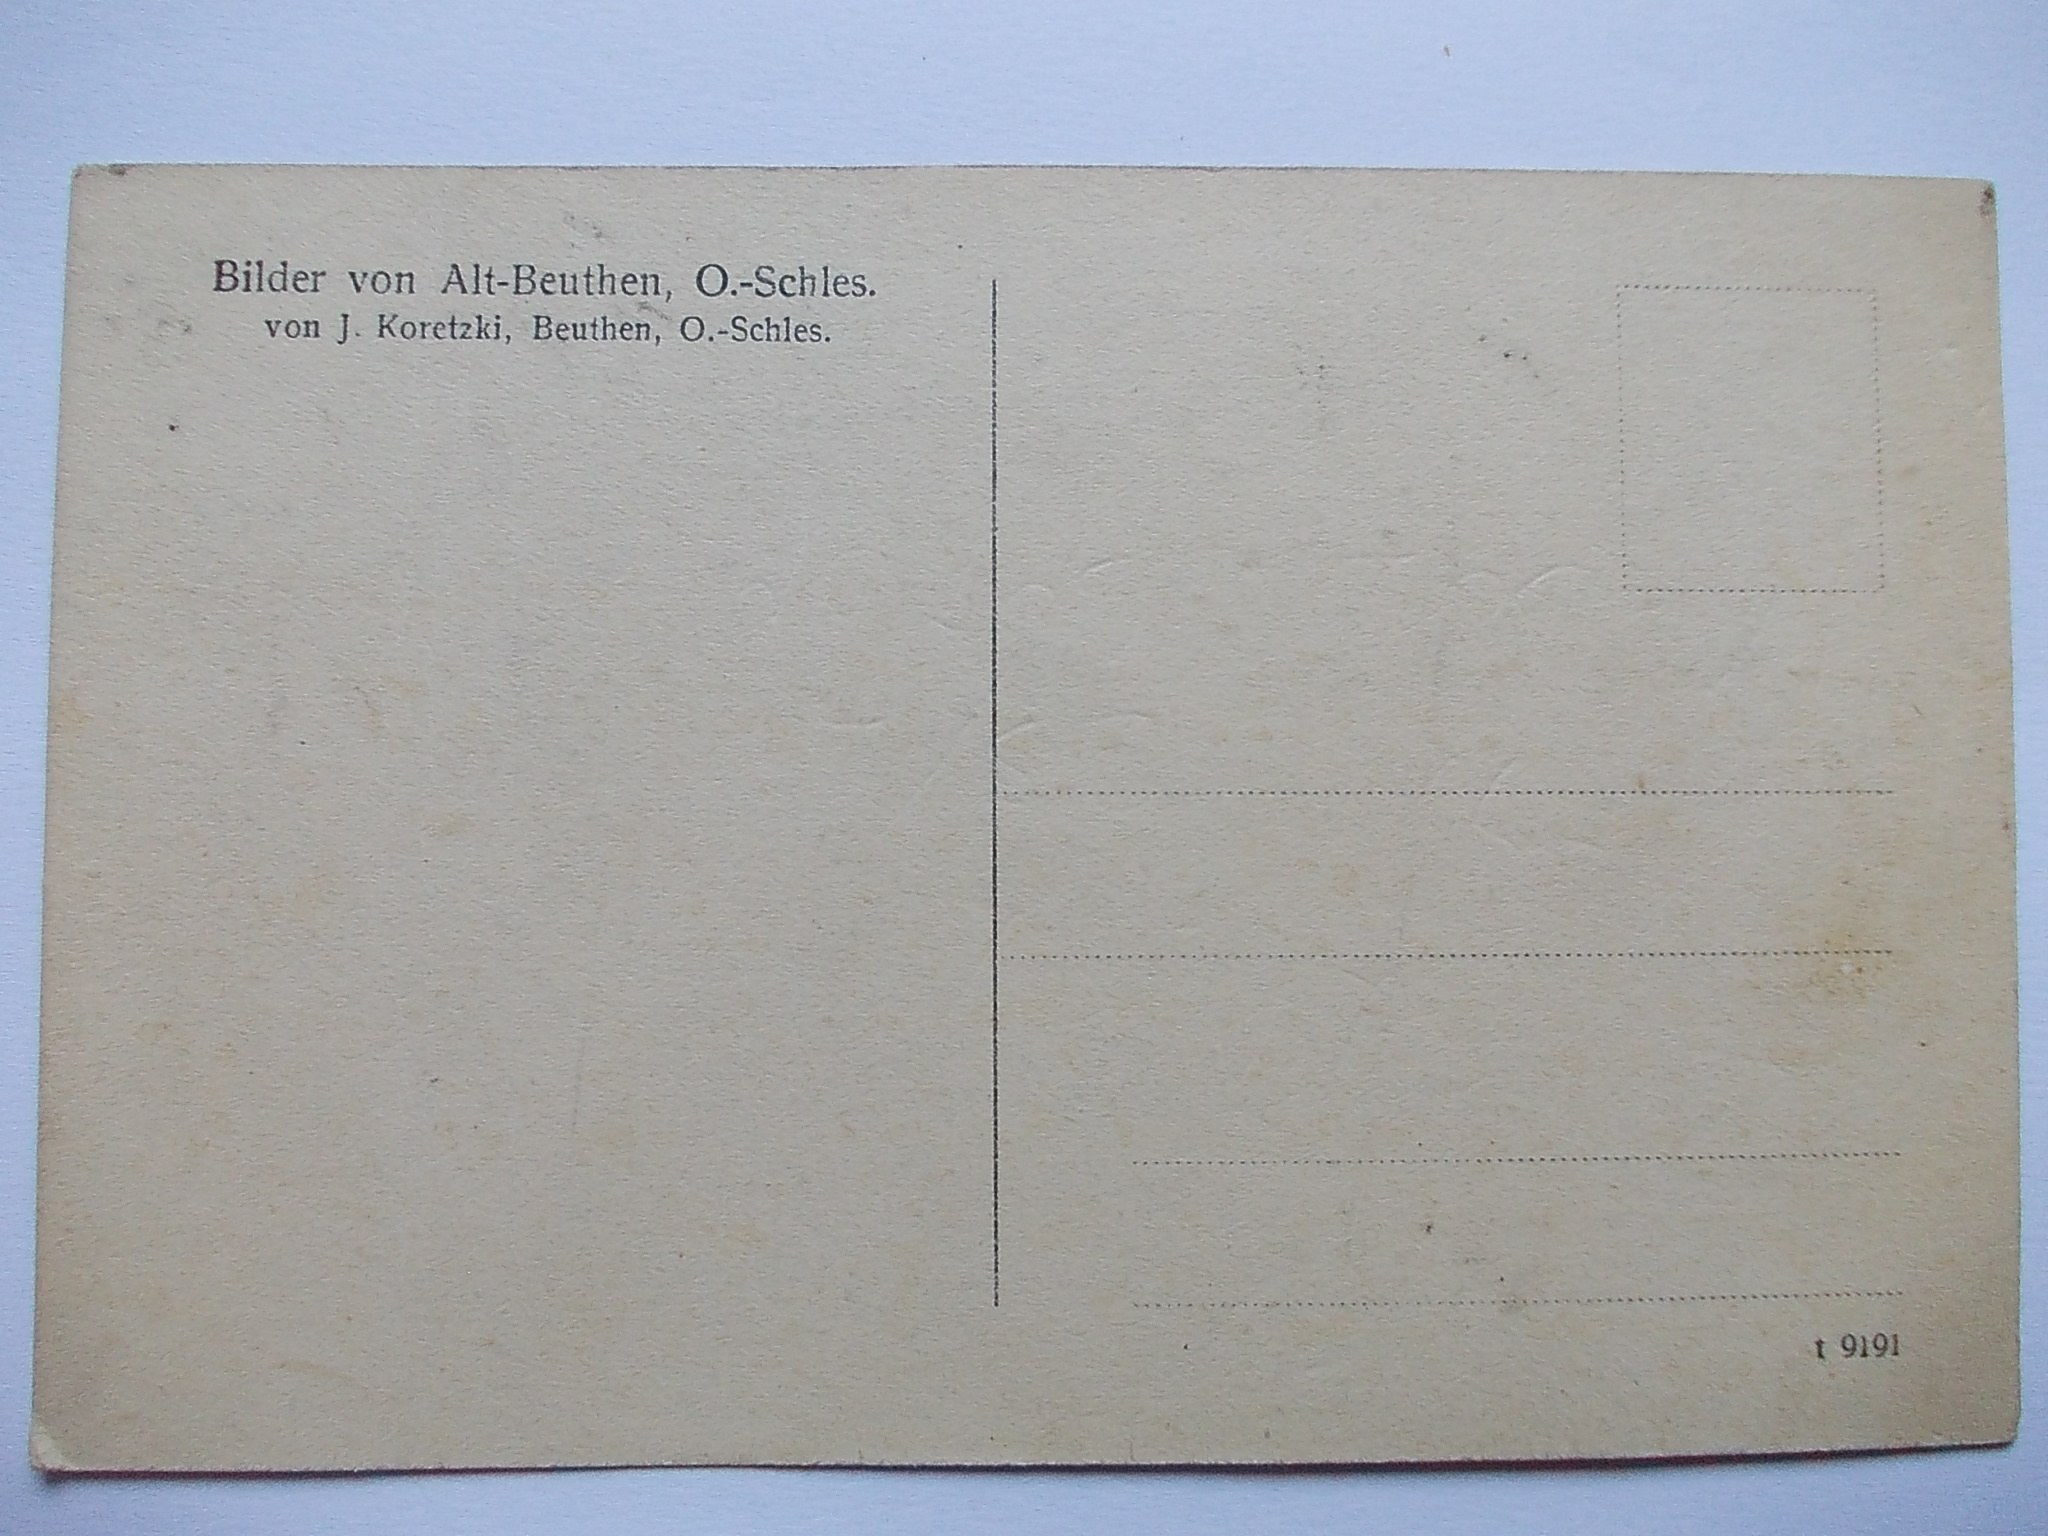 Bilder von Alt-Beuthen, O.-Schles.
von J. Koretzki, Beuthen, O.-Schles.
t 9191